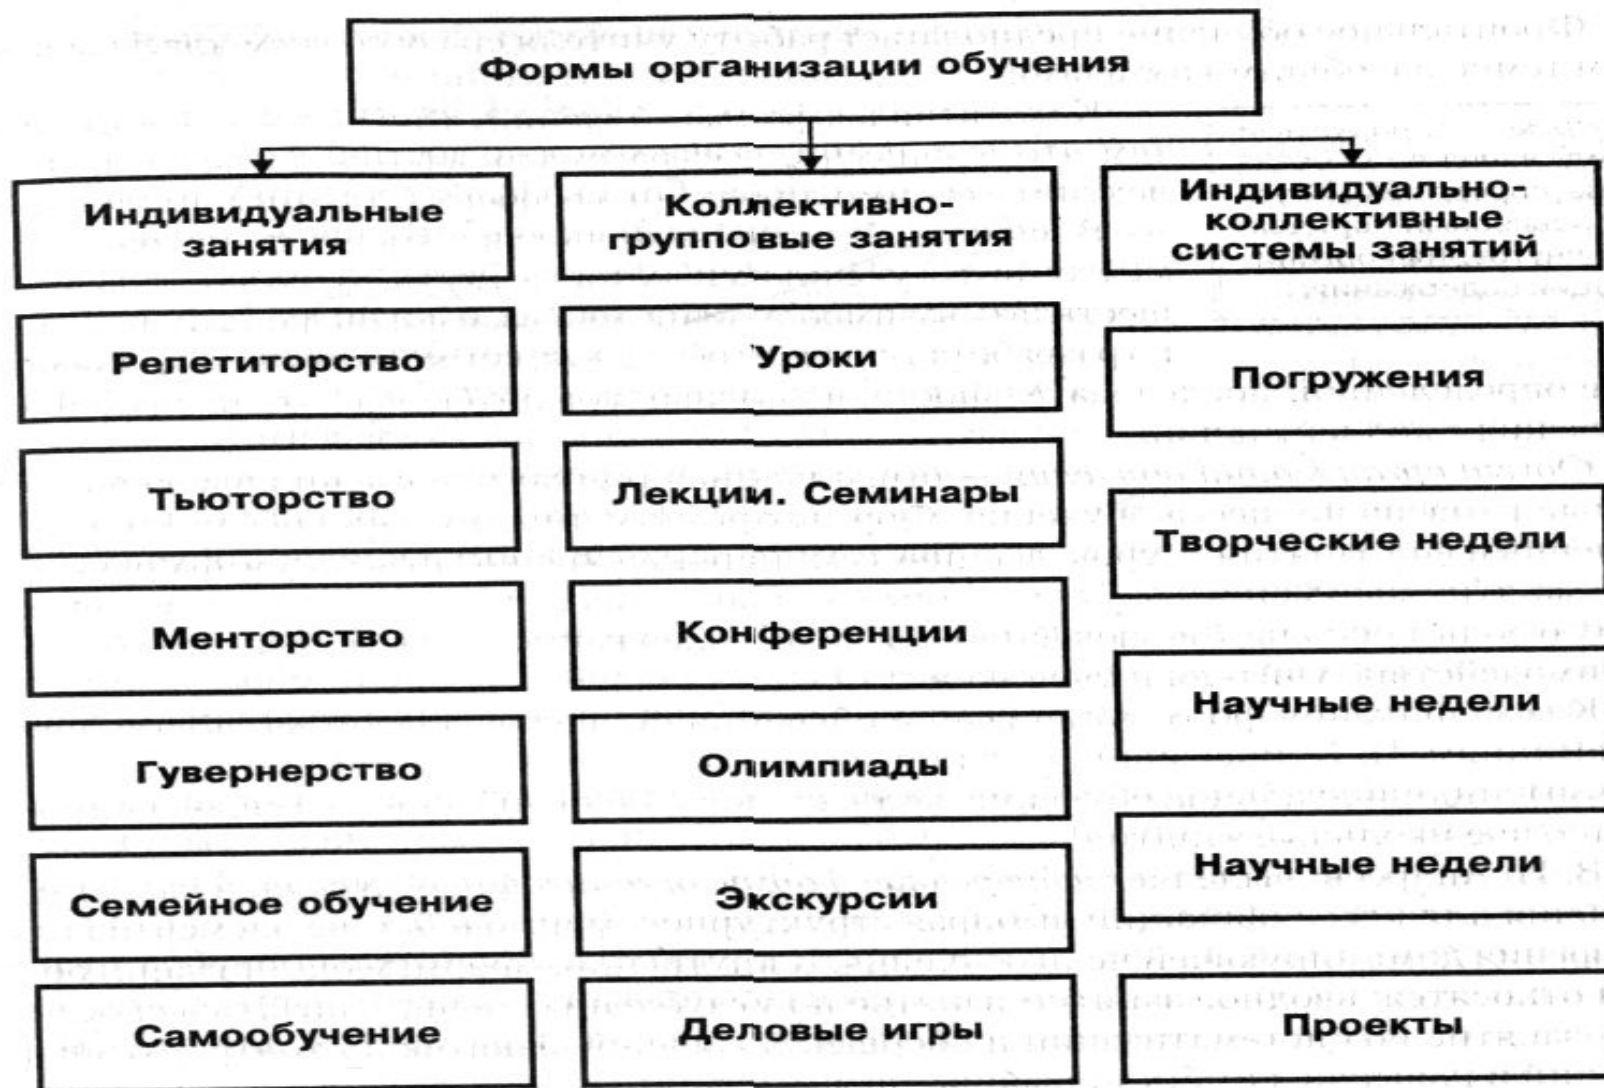 Формы организации обучения
Индивидуальные
занятия
Репетиторство
Тьюторство
Менторство
Гувернерство
Семейное обучение
Самообучение
Коллективно-
групповые занятия
Уроки
Лекции. Семинары
Конференции
Олимпиады
Экскурсии
Деловые игры
Индивидуально-
коллективные
системы занятий
Погружения
Творческие недели
Научные недели
Научные недели
Проекты